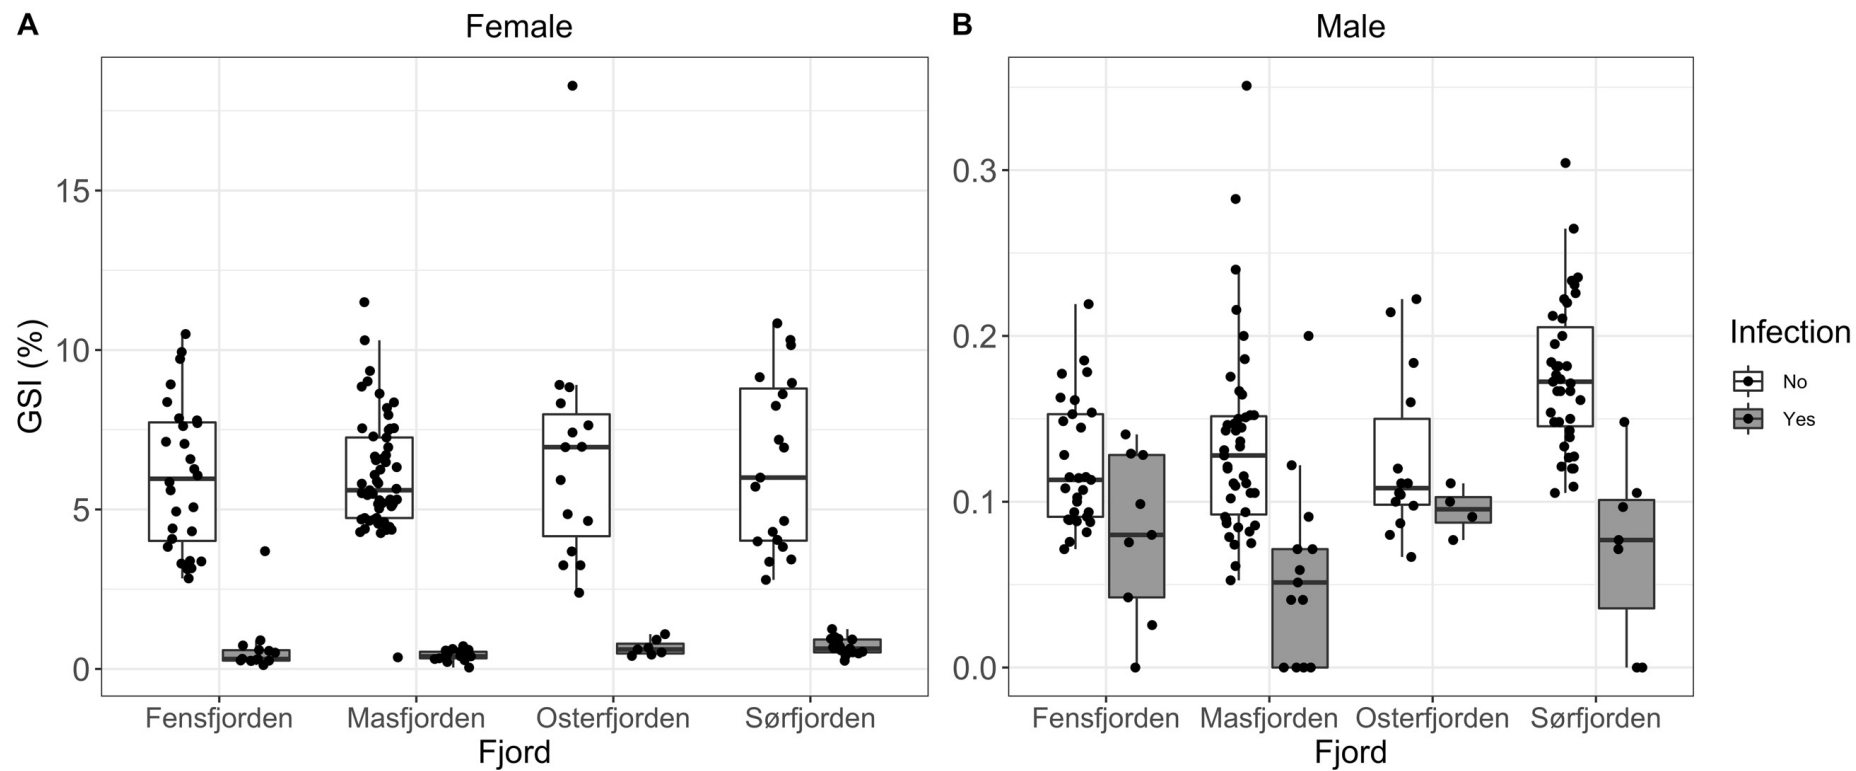 A Female
B Male
GSI (%)
15
10
5
0
Fensfjorden Masfjorden Osterfjorden Sørfjorden
Fjord
0.3
0.2
0.1
0.0
Fensfjorden Masfjorden Osterfjorden Sørfjorden
Fjord
Infection
No
Yes